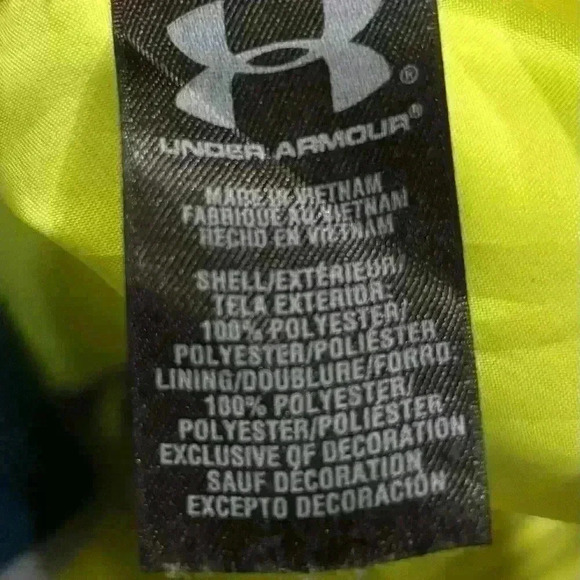 ®
UNDER ARMOUR®
MADE IN VIETNAM
FABRIQUE AU VIETNAM
HECHO EN VIETNAM
SHELL/EXTÉRIEUR/
TELA EXTERIOR:
100% POLYESTER/
POLYESTER/POLIÉSTER
LINING/DOUBLURE/FORRO:
100% POLYESTER/
POLYESTER/POLIÉSTER
EXCLUSIVE OF DECORATION
SAUF DÉCORATION
EXCEPTO DECORACIÓN